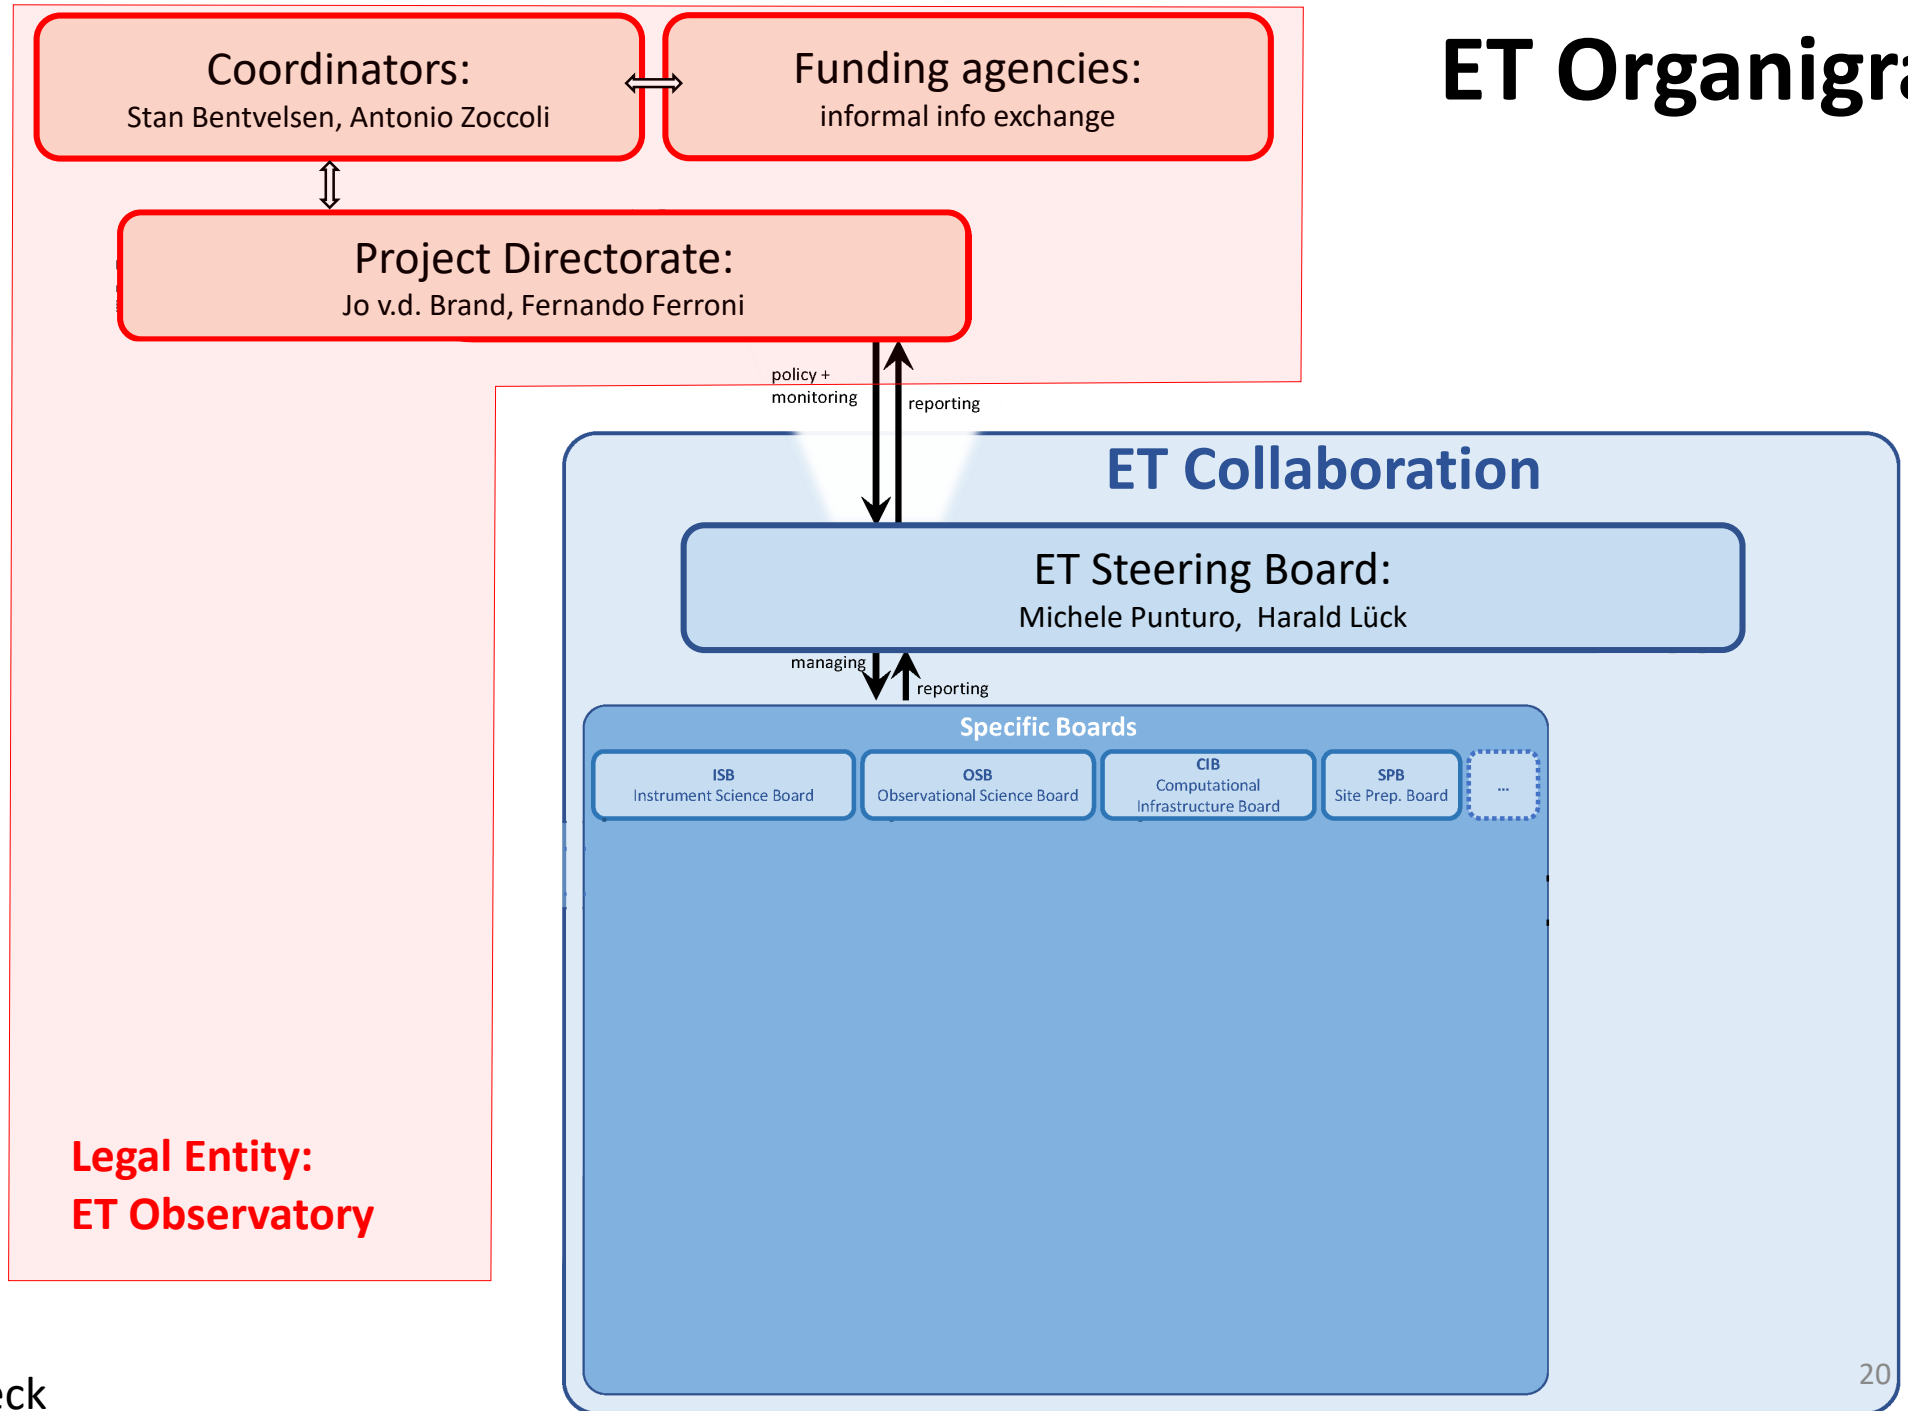 ET Organigra
Coordinators:
Stan Bentvelsen, Antonio Zoccoli
Funding agencies:
informal info exchange
Project Directorate:
Jo v.d. Brand, Fernando Ferroni
policy +
monitoring
reporting
ET Collaboration
ET Steering Board:
Michele Punturo, Harald Lück
managing
reporting
Specific Boards
ISB
Instrument Science Board
OSB
Observational Science Board
CIB
Computational
Infrastructure Board
SPB
Site Prep. Board
...
Legal Entity:
ET Observatory
eck
20